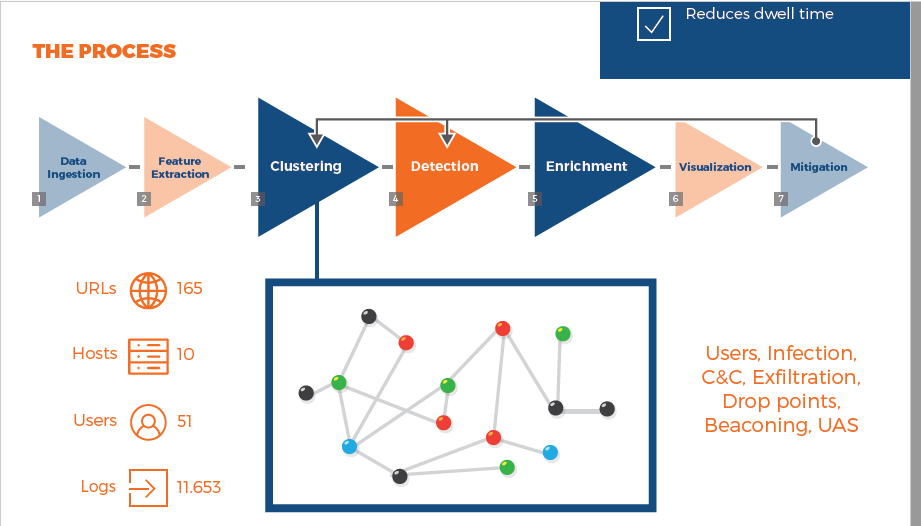 Reduces dwell time
THE PROCESS
Data
Ingestion
1
Feature
Extraction
2
Clustering
3
Detection
4
Enrichment
5
Visualization
6
Mitigation
7
URLs 165
Hosts 10
Users 51
Logs 11.653
Users, Infection,
C&C, Exfiltration,
Drop points,
Beaconing, UAS